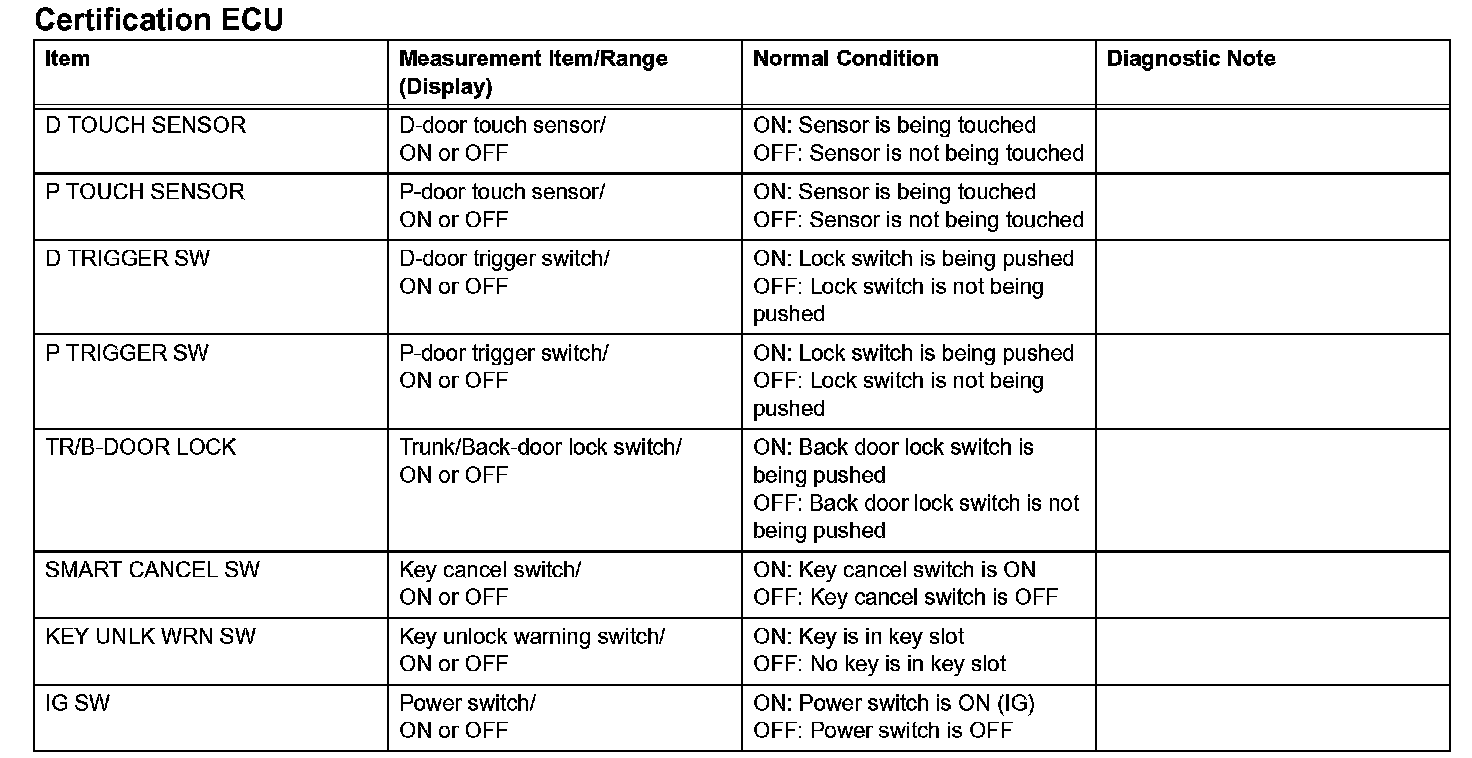 Certification ECU
Item
Measurement Item/Range
(Display)
Normal Condition
Diagnostic Note
D TOUCH SENSOR
D-door touch sensor/
ON or OFF
ON: Sensor is being touched
OFF: Sensor is not being touched
P TOUCH SENSOR
P-door touch sensor/
ON or OFF
ON: Sensor is being touched
OFF: Sensor is not being touched
D TRIGGER SW
D-door trigger switch/
ON or OFF
ON: Lock switch is being pushed
OFF: Lock switch is not being
pushed
P TRIGGER SW
P-door trigger switch/
ON or OFF
ON: Lock switch is being pushed
OFF: Lock switch is not being
pushed
TR/B-DOOR LOCK
Trunk/Back-door lock switch/
ON or OFF
ON: Back door lock switch is
being pushed
OFF: Back door lock switch is not
being pushed
SMART CANCEL SW
Key cancel switch/
ON or OFF
ON: Key cancel switch is ON
OFF: Key cancel switch is OFF
KEY UNLK WRN SW
Key unlock warning switch/
ON or OFF
ON: Key is in key slot
OFF: No key is in key slot
IG SW
Power switch/
ON or OFF
ON: Power switch is ON (IG)
OFF: Power switch is OFF